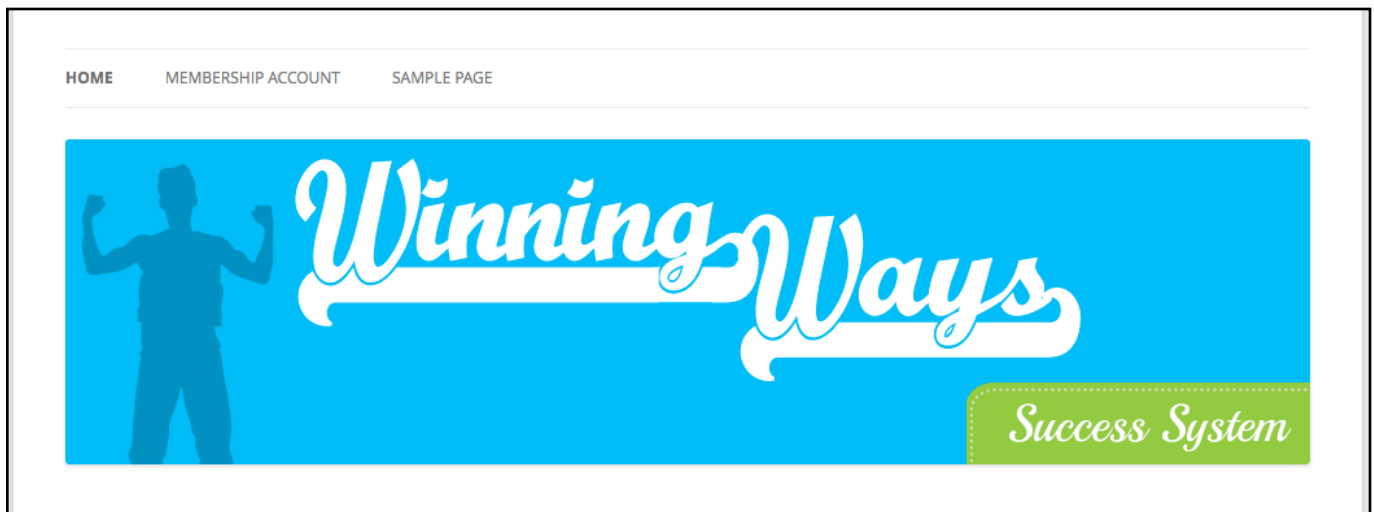 HOME MEMBERSHIP ACCOUNT SAMPLE PAGE
Winning
Ways
Success System